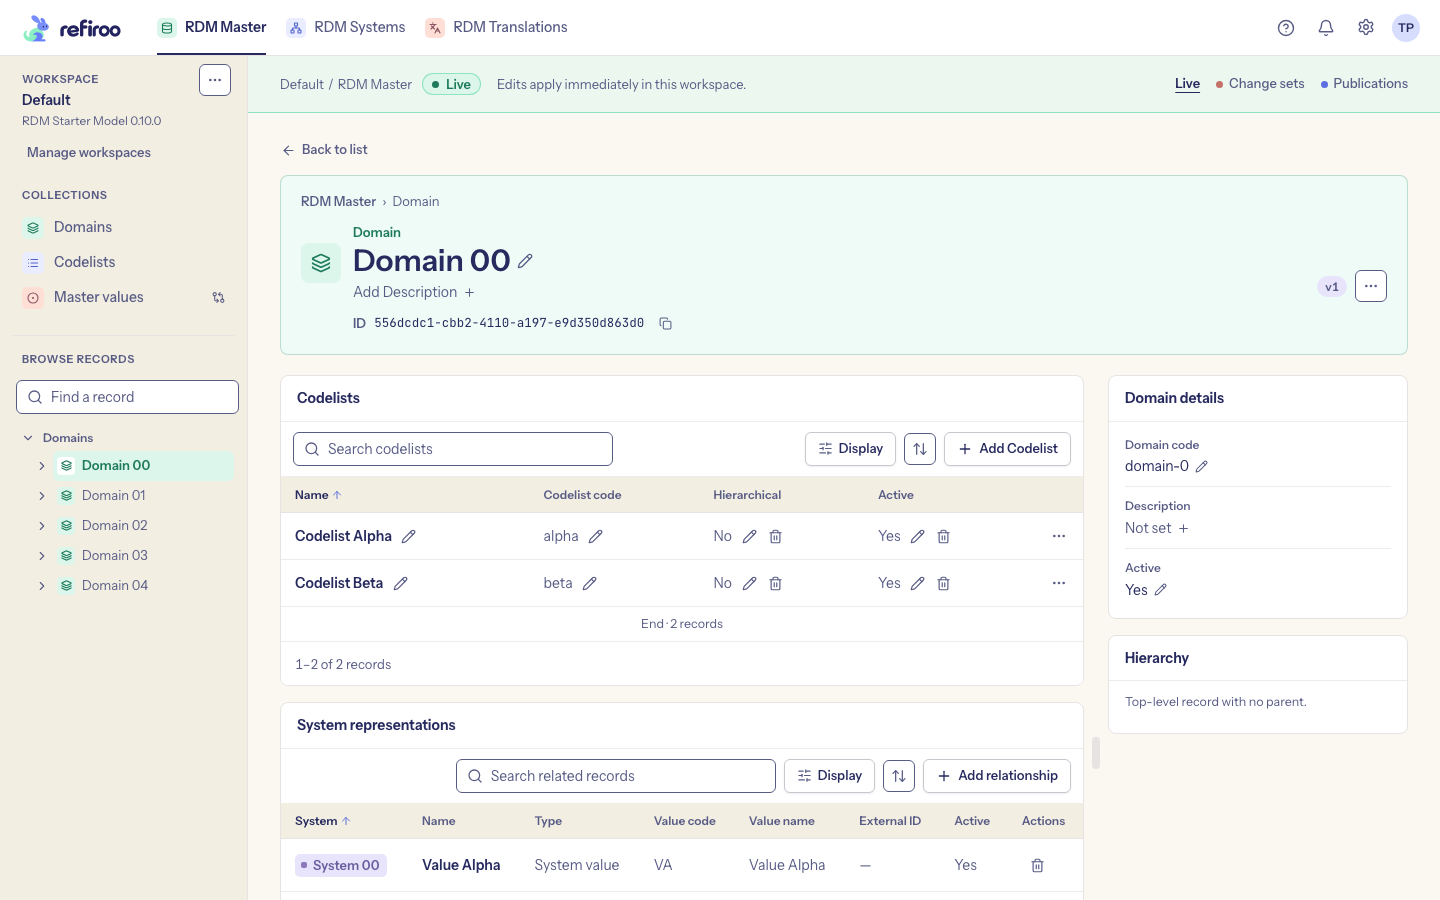 refiroo
RDM Master
RDM Systems
RDM Translations
TP
WORKSPACE
Default
RDM Starter Model 0.10.0
Manage workspaces
COLLECTIONS
Domains
Codelists
Master values
BROWSE RECORDS
Find a record
Domains
Domain 00
Domain 01
Domain 02
Domain 03
Domain 04
Default / RDM Master
Live
Edits apply immediately in this workspace.
Live
Change sets
Publications
Back to list
RDM Master › Domain
Domain
Domain 00
Add Description +
ID 556dcdc1-cbb2-4110-a197-e9d350d863d0
v1
Codelists
Search codelists
Display
+ Add Codelist
Name ↑ Codelist code Hierarchical Active
Codelist Alpha alpha No Yes
Codelist Beta beta No Yes
End · 2 records
1–2 of 2 records
System representations
Search related records
Display
+ Add relationship
System ↑ Name Type Value code Value name External ID Active Actions
System 00 Value Alpha System value VA Value Alpha — Yes
Domain details
Domain code
domain-0
Description
Not set +
Active
Yes
Hierarchy
Top-level record with no parent.